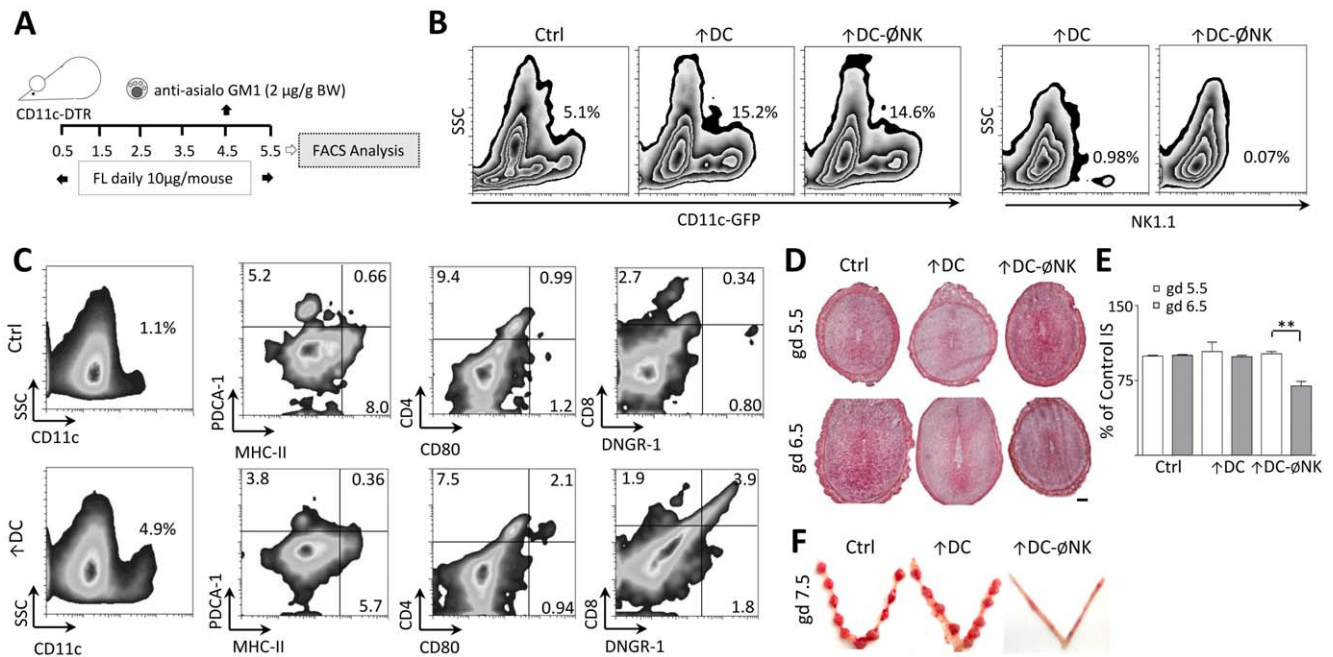 A
CD11c-DTR
anti-asialo GM1 (2 µg/g BW)
0.5 1.5 2.5 3.5 4.5 5.5
FL daily 10µg/mouse
FACS Analysis
B
Ctrl ↑DC ↑DC-ØNK
SSC
5.1% 15.2% 14.6%
CD11c-GFP
↑DC ↑DC-ØNK
SSC
0.98% 0.07%
NK1.1
C
Ctrl
SSC
1.1%
CD11c
PDCA-1
5.2 0.66
8.0
MHC-II
CD4
9.4 0.99
1.2
CD80
CD8
2.7 0.34
0.80
DNGR-1
↑DC
SSC
4.9%
CD11c
PDCA-1
3.8 0.36
5.7
MHC-II
CD4
7.5 2.1
0.94
CD80
CD8
1.9 3.9
1.8
DNGR-1
D
Ctrl ↑DC ↑DC-øNK
gd 5.5
gd 6.5
E
gd 5.5
gd 6.5
% of Control IS
150
75
**
Ctrl ↑DC ↑DC-øNK
F
Ctrl ↑DC ↑DC-øNK
gd 7.5